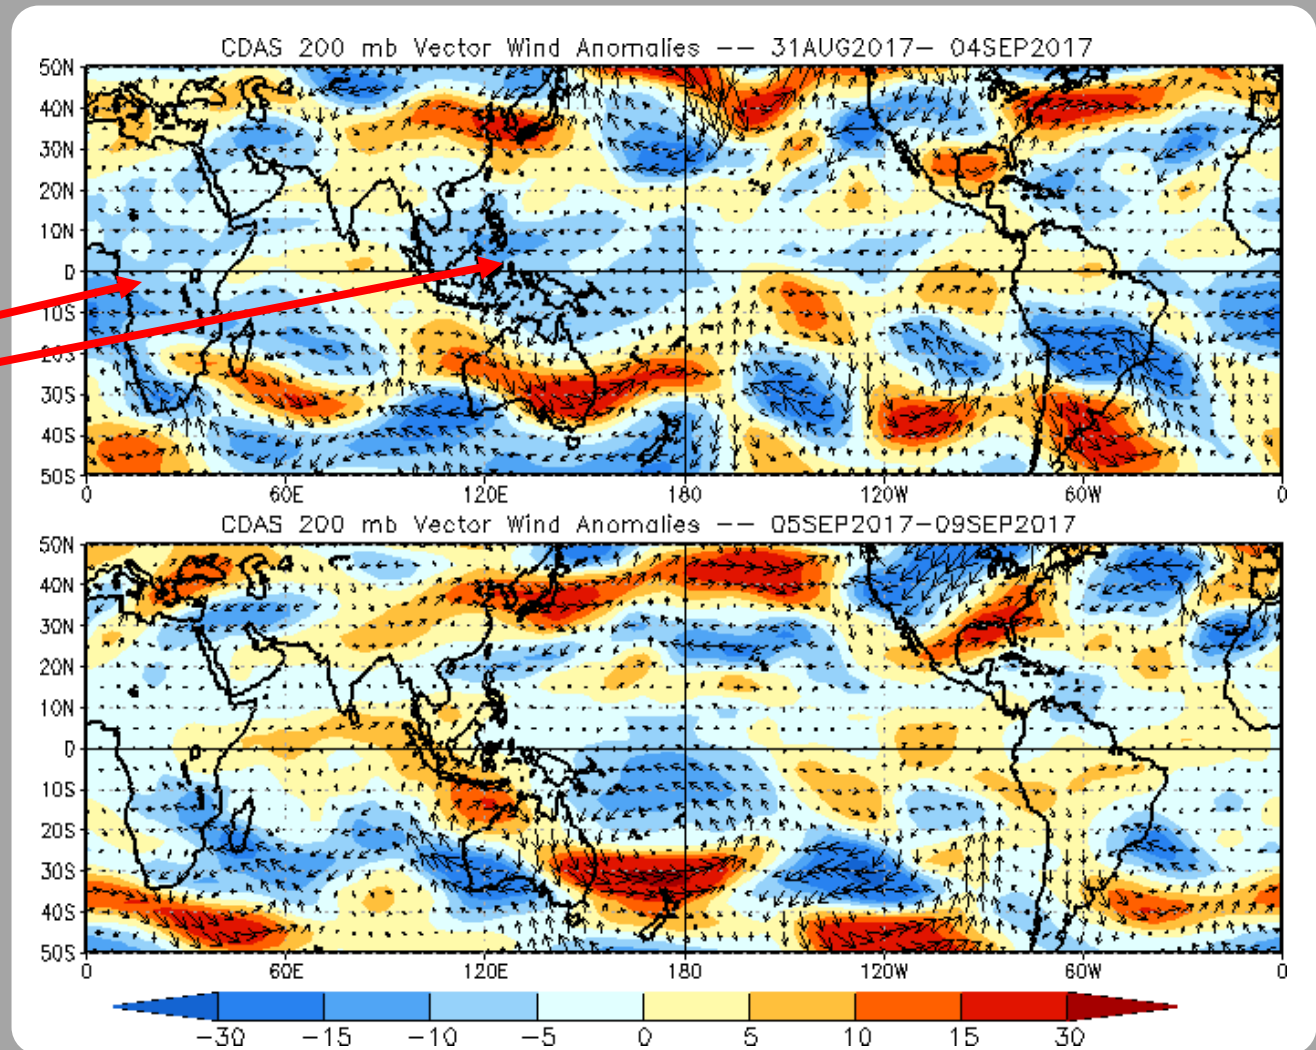 CDAS 200 mb Vector Wind Anomalies -- 31AUG2017- 04SEP2017
50N
40N
30N
20N
10N
0
10S
20S
30S
40S
50S
0 60E 120E 180 120W 60W 0
CDAS 200 mb Vector Wind Anomalies -- 05SEP2017-09SEP2017
50N
40N
30N
20N
10N
0
10S
20S
30S
40S
50S
0 60E 120E 180 120W 60W 0
-30 -15 -10 -5 0 5 10 15 30